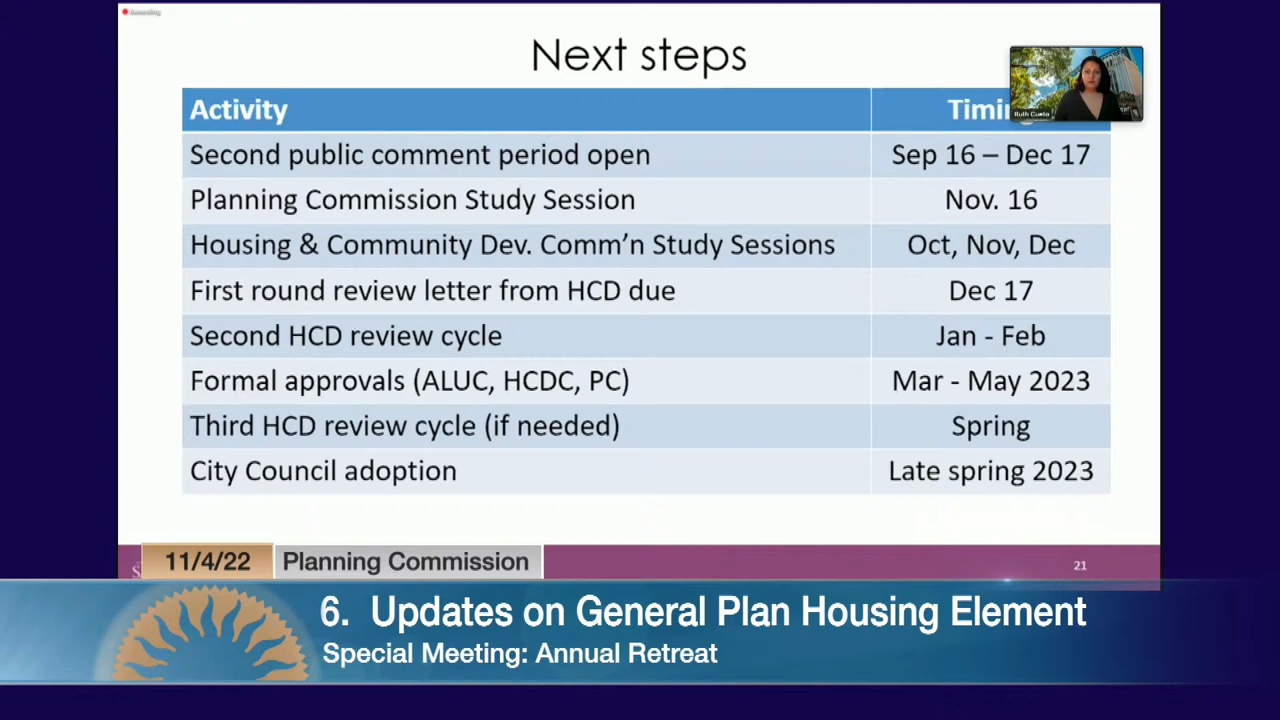 Recording
Next steps
Activity Timing
Ruth Cueto
Second public comment period open Sep 16 – Dec 17
Planning Commission Study Session Nov. 16
Housing & Community Dev. Comm’n Study Sessions Oct, Nov, Dec
First round review letter from HCD due Dec 17
Second HCD review cycle Jan - Feb
Formal approvals (ALUC, HCDC, PC) Mar - May 2023
Third HCD review cycle (if needed) Spring
City Council adoption Late spring 2023
11/4/22 Planning Commission
21
6. Updates on General Plan Housing Element
Special Meeting: Annual Retreat